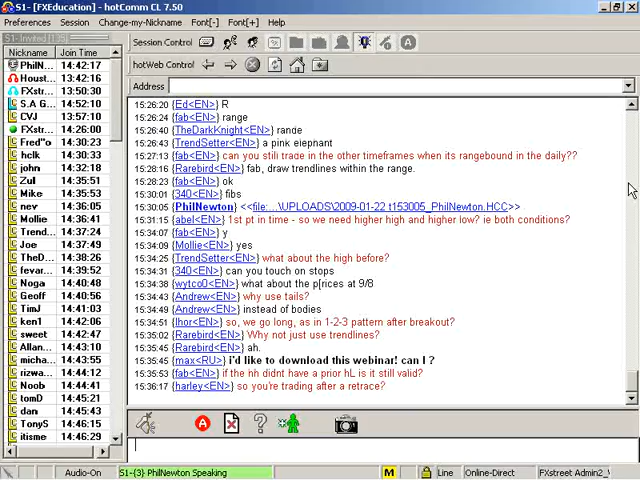 S1- [FXEducation] - hotComm CL 7.50
Preferences Session Change-my-Nickname Font[-] Font[+] Help
S1- Invited [135]
Nickname Join Time
PhilN... 14:42:17
Houst... 13:42:16
FXstr... 13:50:30
S.A G... 14:52:10
CVJ 13:57:10
FXstr... 14:26:00
Fred''o 14:30:23
helk 14:30:23
john 14:32:18
Zul 14:35:51
Mike 14:35:53
nev 14:35:06
Mollie 14:35:41
Trend... 14:37:24
Joe 14:37:49
TheD... 14:38:26
fevar... 14:39:52
Noga 14:40:48
Geoff 14:41:56
TimJ 14:41:03
ken1 14:42:06
sweet 14:42:44
Allan... 14:43:32
micha... 14:43:55
rizwa... 14:44:12
Noob 14:44:40
tomD 14:45:21
dan 14:45:43
TonyS 14:46:25
itisme 14:46:29
Session Control
hotWeb Control
Address
15:26:20 {Ed<EN>} R
15:26:24 {fab<EN>} range
15:26:40 {TheDarkKnight<EN>} rande
15:26:43 {TrendSetter<EN>} a pink elephant
15:27:13 {fab<EN>} can you still trade in the other timeframes when its rangebound in the daily??
15:28:16 {Rarebird<EN>} fab, draw trendlines within the range.
15:28:23 {fab<EN>} ok
15:30:01 {340<EN>} fibs
15:30:05 {PhilNewton} <<file:...\UPLOADS\2009-01-22 t153005_PhilNewton.HCC>>
15:31:15 {abel<EN>} 1st pt in time - so we need higher high and higher low? ie both conditions?
15:34:07 {fab<EN>} y
15:34:09 {Mollie<EN>} yes
15:34:25 {TrendSetter<EN>} what about the high before?
15:34:31 {340<EN>} can you touch on stops
15:34:38 {wytco0<EN>} what about the p[rices at 9/8
15:34:43 {Andrew<EN>} why use tails?
15:34:49 {Andrew<EN>} instead of bodies
15:34:51 {Ihor<EN>} so, we go long, as in 1-2-3 pattern after breakout?
15:35:02 {Rarebird<EN>} Why not just use trendlines?
15:35:45 {Rarebird<EN>} ah.
15:35:45 {max<RU>} i'd like to download this webinar! can I ?
15:35:53 {fab<EN>} if the hh didnt have a prior hL is it still valid?
15:36:17 {harley<EN>} so you're trading after a retrace?
Audio-On S1-{3} PhilNewton Speaking M Line Online-Direct FXstreet Admin2_